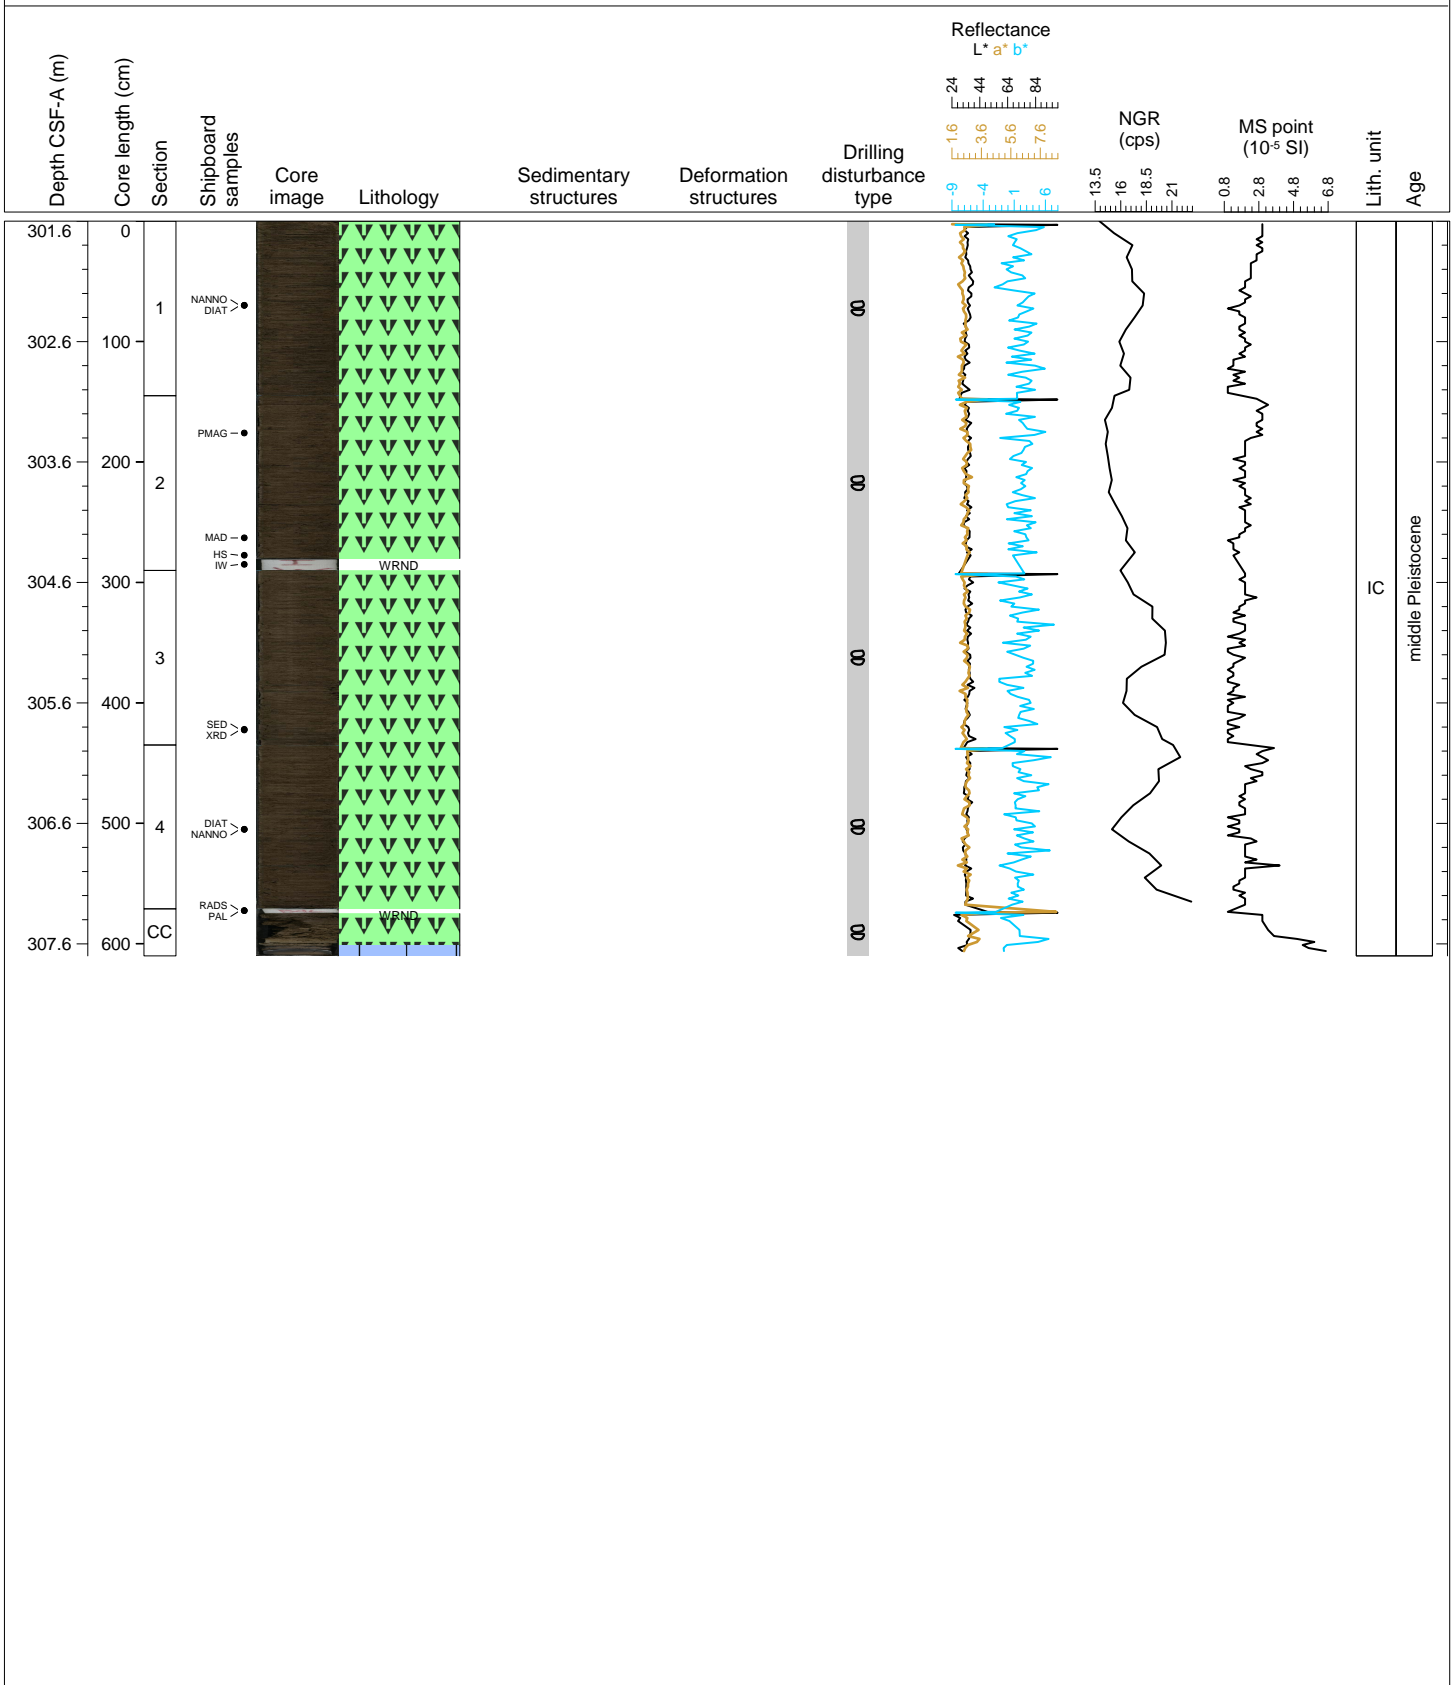 Depth CSF-A (m)
Core length (cm)
Section
Shipboard
samples
Core
image
Lithology
Sedimentary
structures
Deformation
structures
Drilling
disturbance
type
Reflectance
L* a* b*
24 44 64 84
1.6 3.6 5.6 7.6
-9 -4 1 6
NGR
(cps)
13.5 16 18.5 21
MS point
(10-5 SI)
0.8 2.8 4.8 6.8
Lith. unit
Age
301.6
302.6
303.6
304.6
305.6
306.6
307.6
0
100
200
300
400
500
600
1
2
3
4
CC
NANNO
DIAT
PMAG
MAD
HS
IW
SED
XRD
DIAT
NANNO
RADS
PAL
WRND
WRND
IC
middle Pleistocene